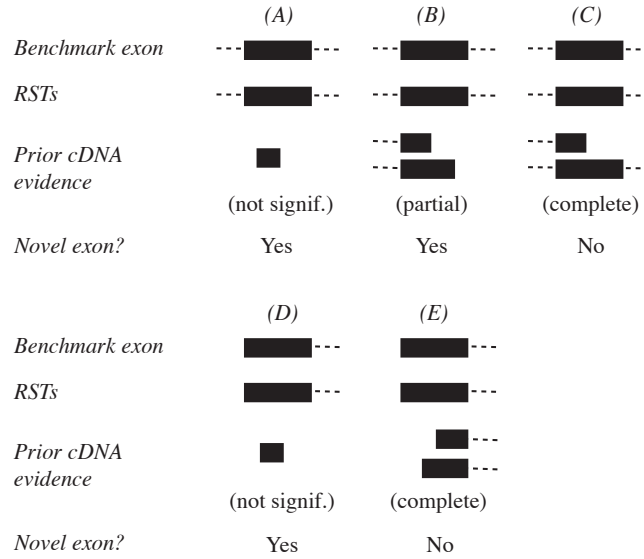 (A) (B) (C)
Benchmark exon
RSTs
Prior cDNA
evidence
(not signif.) (partial) (complete)
Novel exon? Yes Yes No
(D) (E)
Benchmark exon
RSTs
Prior cDNA
evidence
(not signif.) (complete)
Novel exon? Yes No